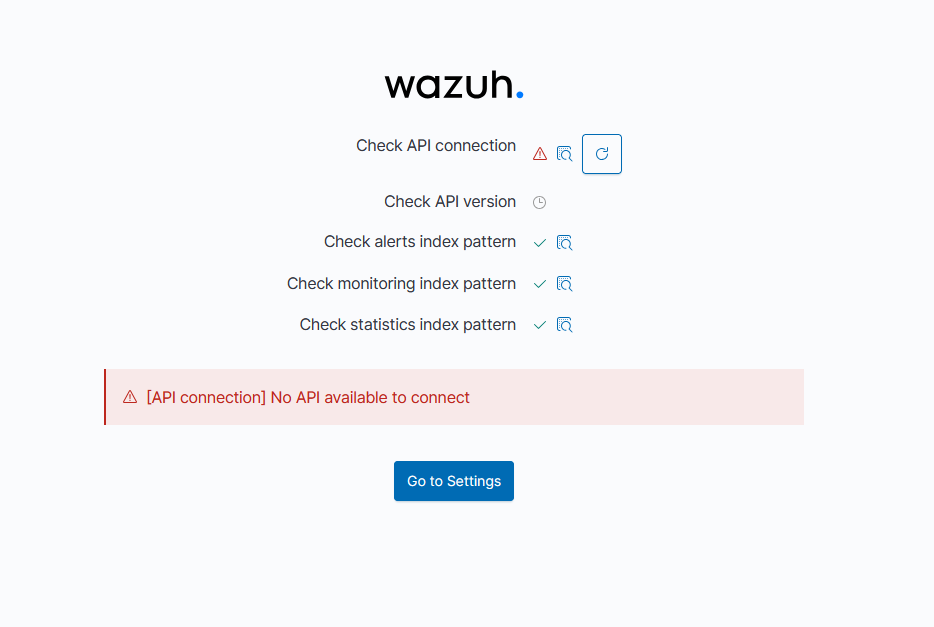 wazuh.
Check API connection
Check API version
Check alerts index pattern
Check monitoring index pattern
Check statistics index pattern
[API connection] No API available to connect
Go to Settings